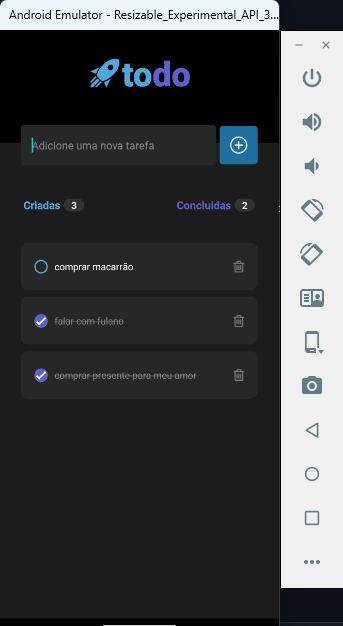 Android Emulator - Resizable_Experimental_API_3...
todo
Adicione uma nova tarefa
Criadas 3
Concluidas 2
comprar macarrão
falar com fulano
comprar presente para meu amor